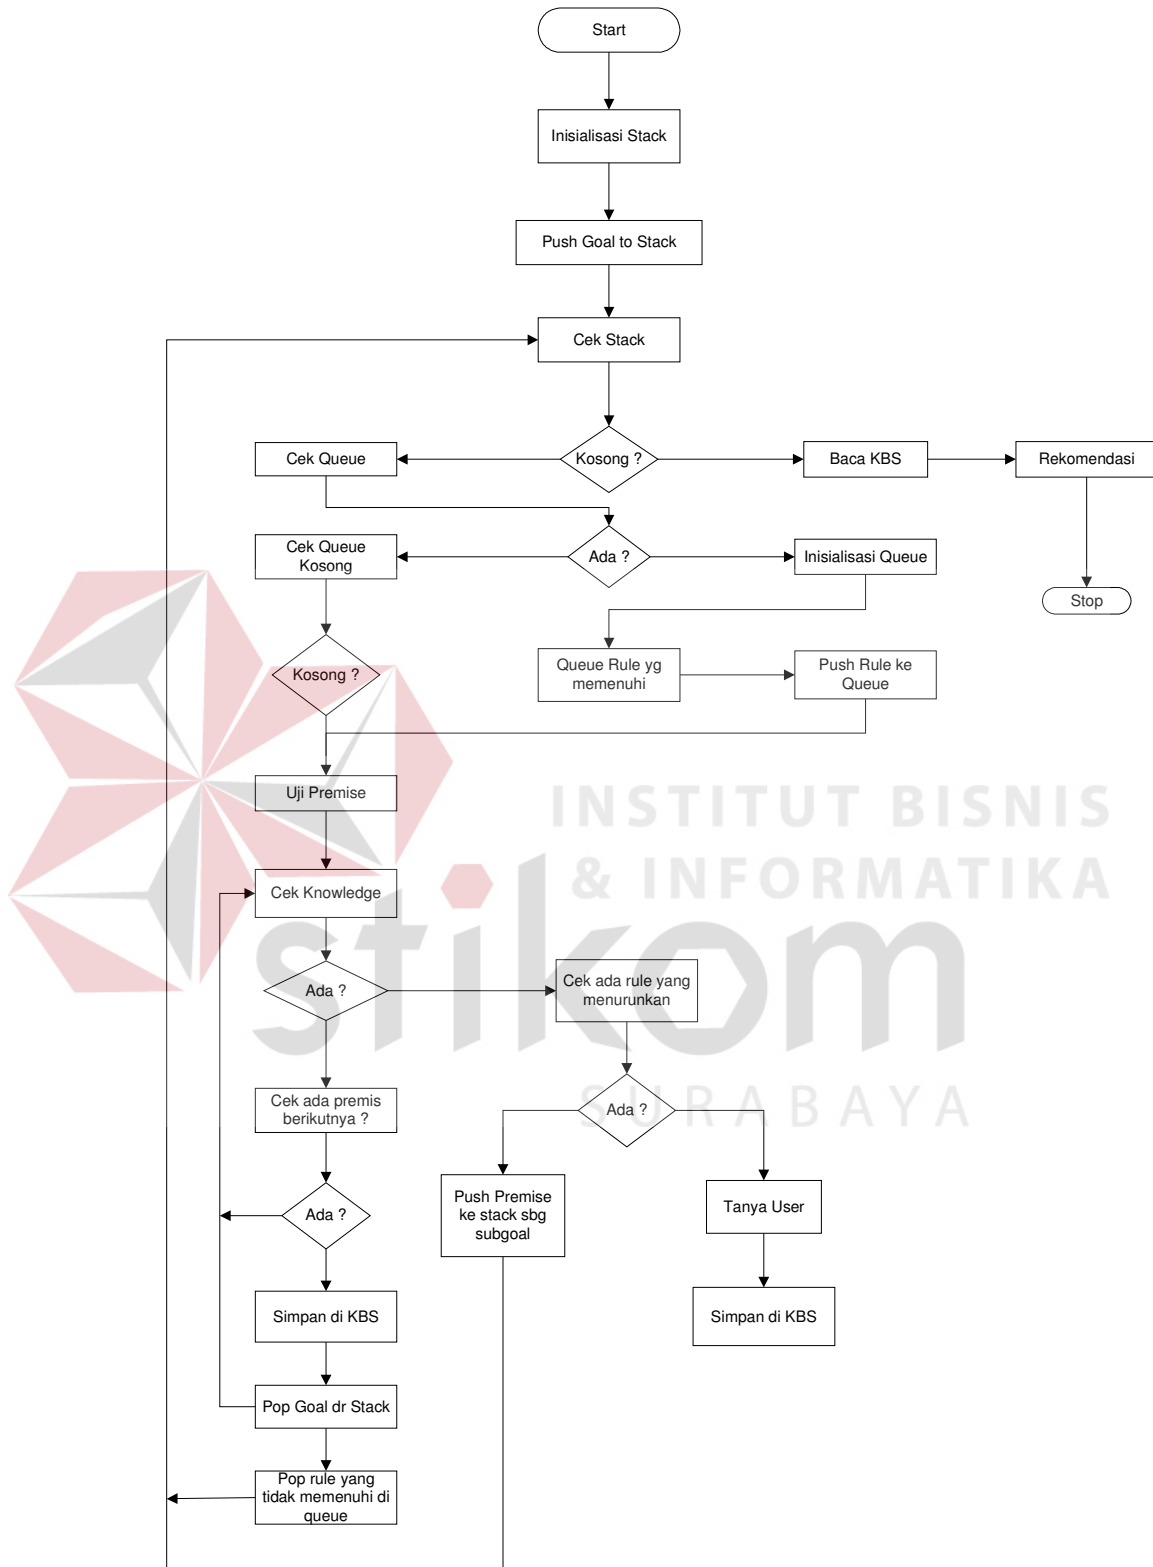 Start
Inisialisasi Stack
Push Goal to Stack
Cek Stack
Cek Queue
Kosong ?
Baca KBS
Rekomendasi
Cek Queue
Kosong
Ada ?
Inisialisasi Queue
Stop
Kosong ?
Queue Rule yg
memenuhi
Push Rule ke
Queue
Uji Premise
INSTITUT BISNIS
& INFORMATIKA
stikom
SURABAYA
Cek Knowledge
Ada ?
Cek ada rule yang
menurunkan
Cek ada premis
berikutnya ?
Ada ?
Ada ?
Push Premise
ke stack sbg
subgoal
Tanya User
Simpan di KBS
Simpan di KBS
Pop Goal dr Stack
Pop rule yang
tidak memenuhi di
queue